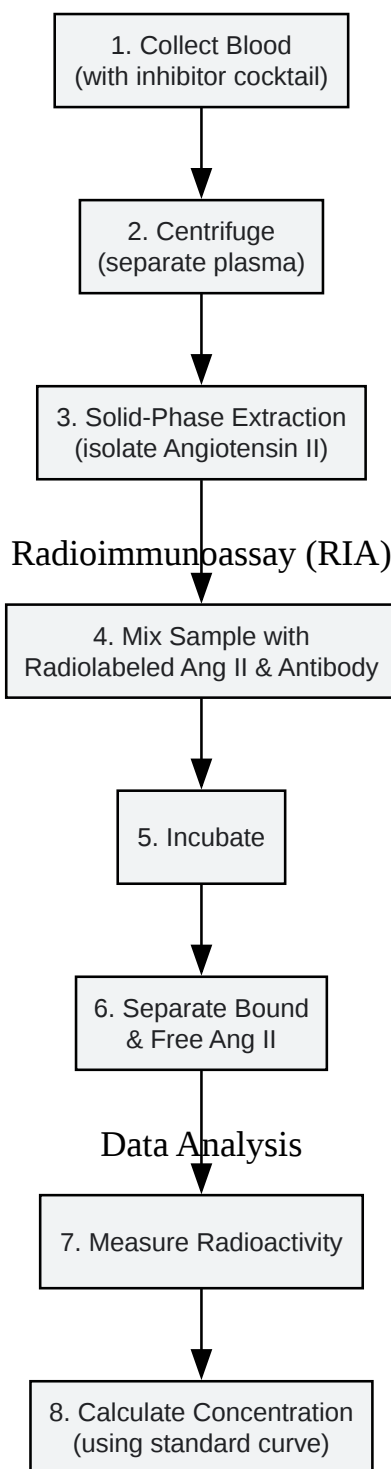 1. Collect Blood
(with inhibitor cocktail)
2. Centrifuge
(separate plasma)
3. Solid-Phase Extraction
(isolate Angiotensin II)
Radioimmunoassay (RIA)
4. Mix Sample with
Radiolabeled Ang II & Antibody
5. Incubate
6. Separate Bound
& Free Ang II
Data Analysis
7. Measure Radioactivity
8. Calculate Concentration
(using standard curve)